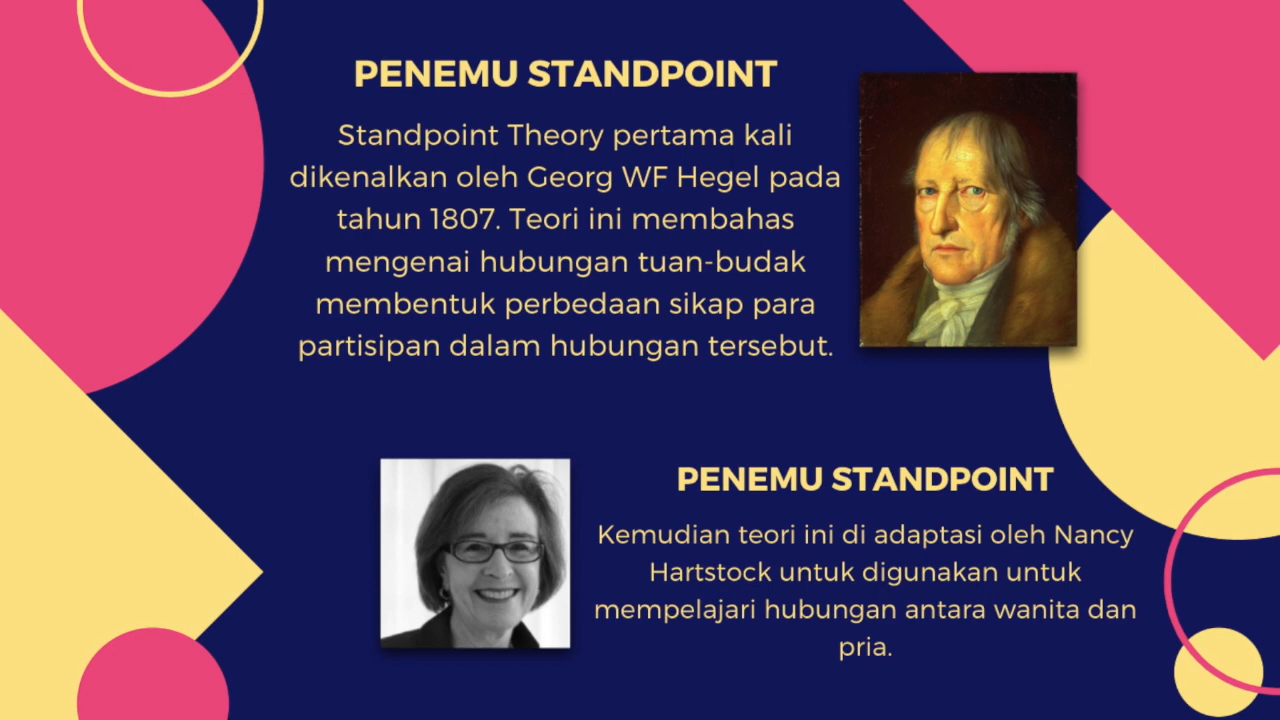 PENEMU STANDPOINT
Standpoint Theory pertama kali
dikenalkan oleh Georg WF Hegel pada
tahun 1807. Teori ini membahas
mengenai hubungan tuan-budak
membentuk perbedaan sikap para
partisipan dalam hubungan tersebut.
PENEMU STANDPOINT
Kemudian teori ini di adaptasi oleh Nancy
Hartstock untuk digunakan untuk
mempelajari hubungan antara wanita dan
pria.